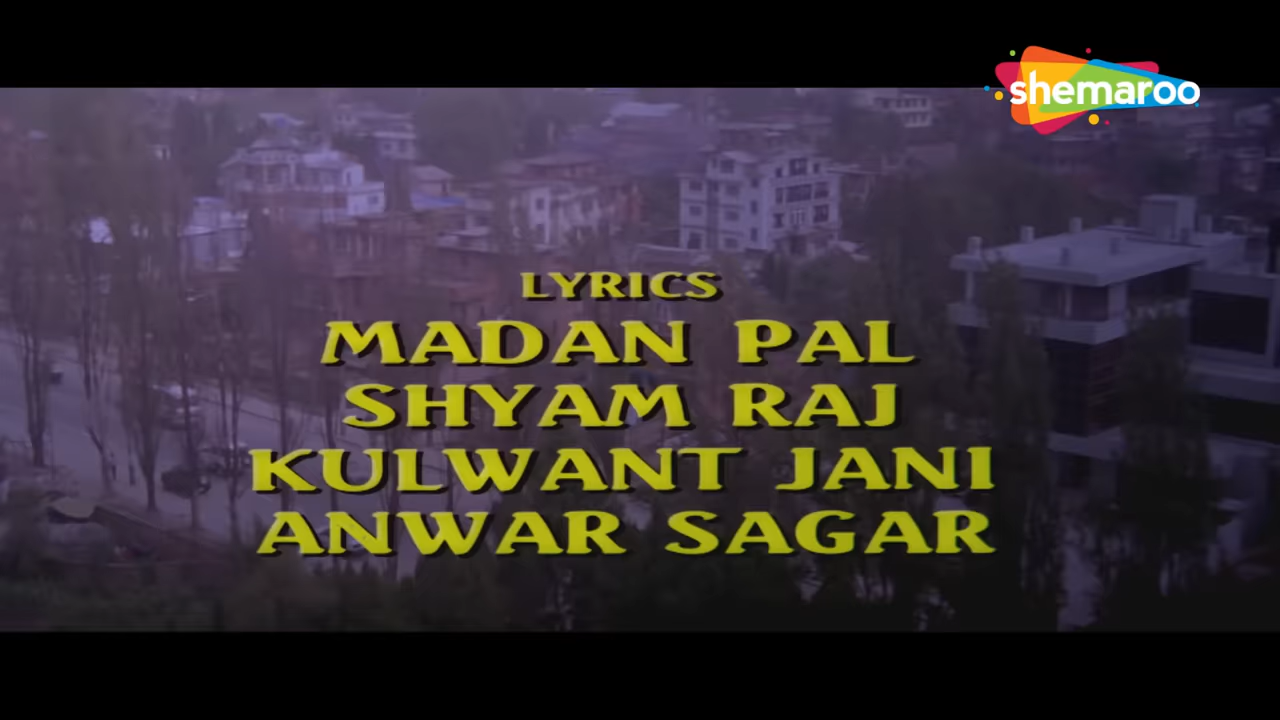 shemaroo
LYRICS
MADAN PAL
SHYAM RAJ
KULWANT JANI
ANWAR SAGAR